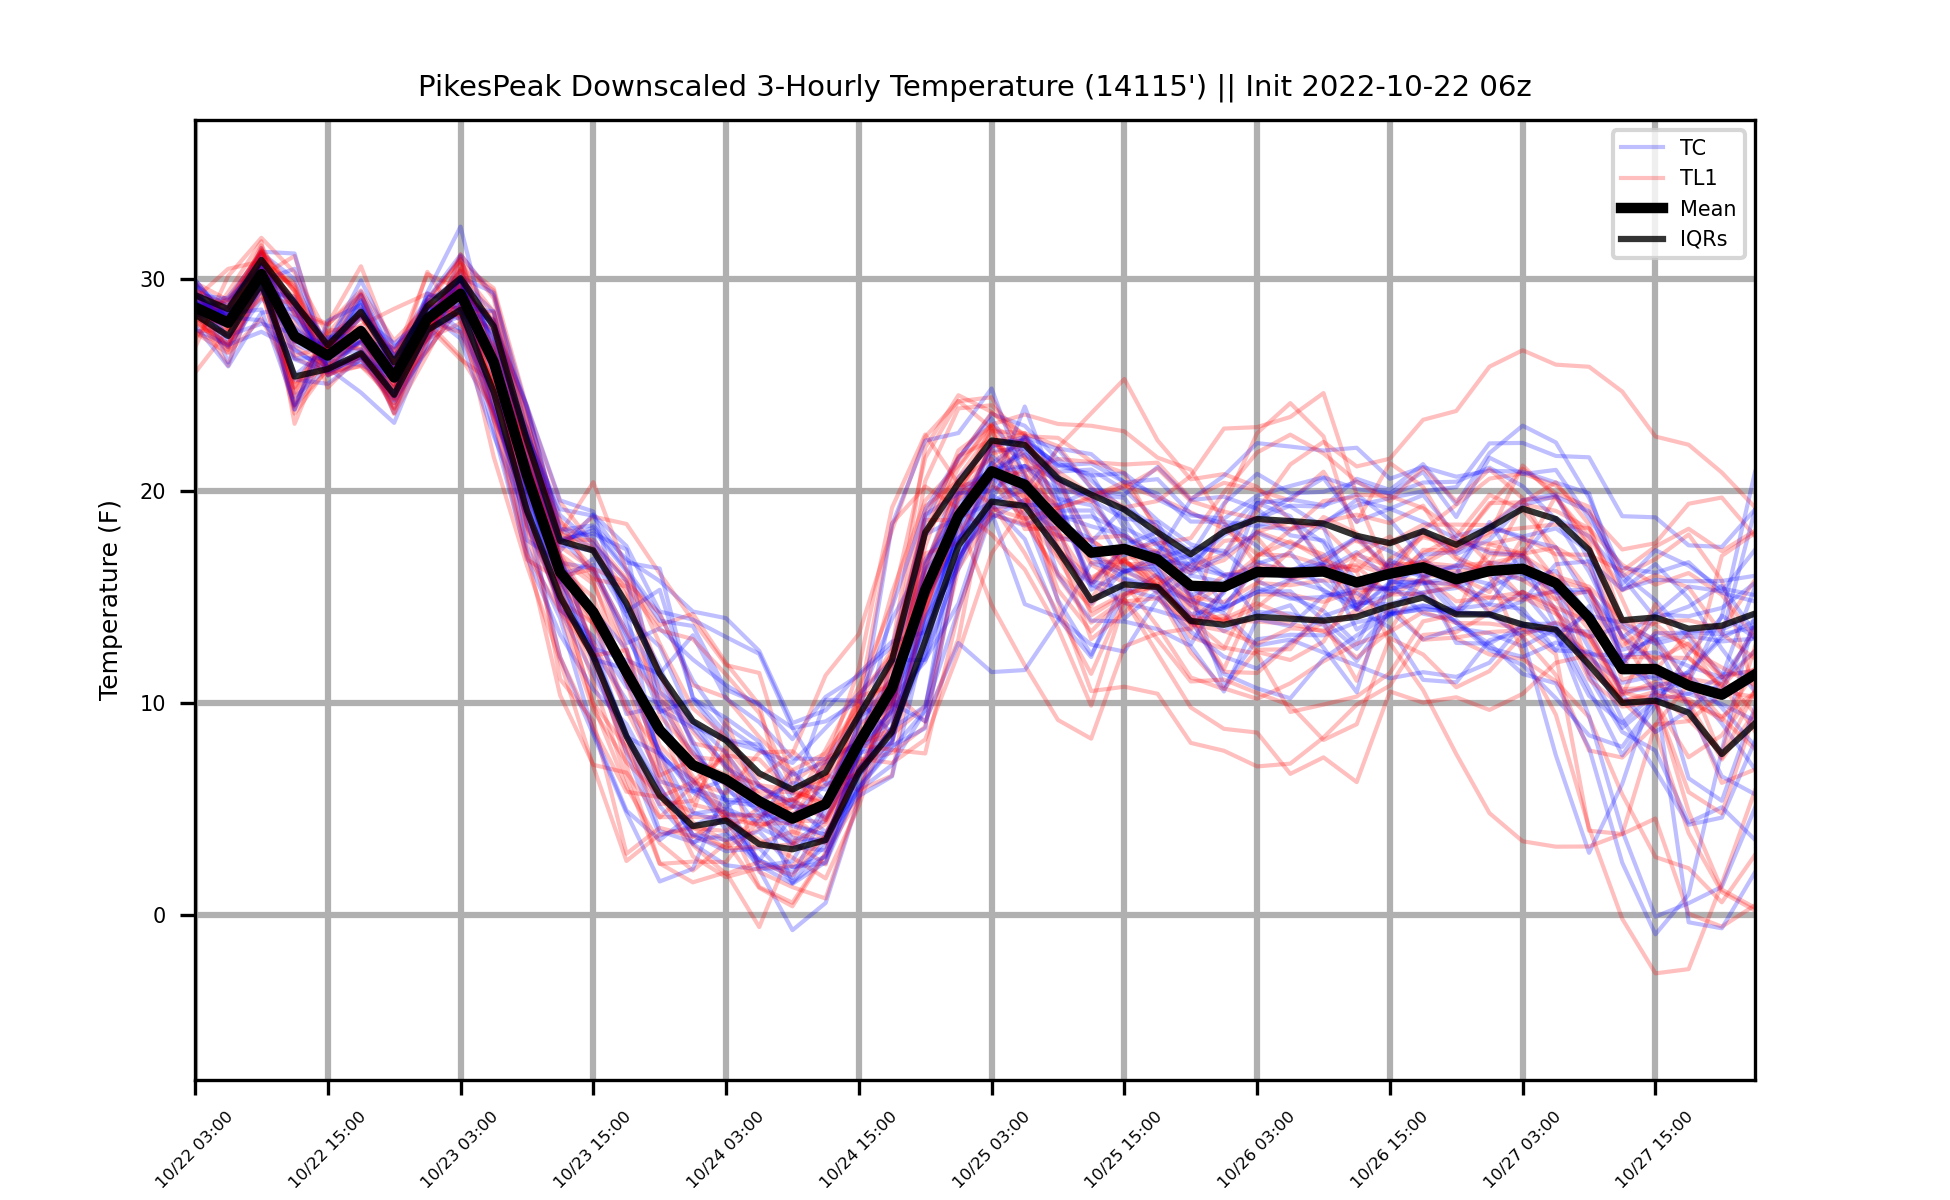 PikesPeak Downscaled 3-Hourly Temperature (14115') || Init 2022-10-22 06z
TC
TL1
Mean
IQRs
Temperature (F)
30
20
10
0
10/22 03:00
10/22 15:00
10/23 03:00
10/23 15:00
10/24 03:00
10/24 15:00
10/25 03:00
10/25 15:00
10/26 03:00
10/26 15:00
10/27 03:00
10/27 15:00